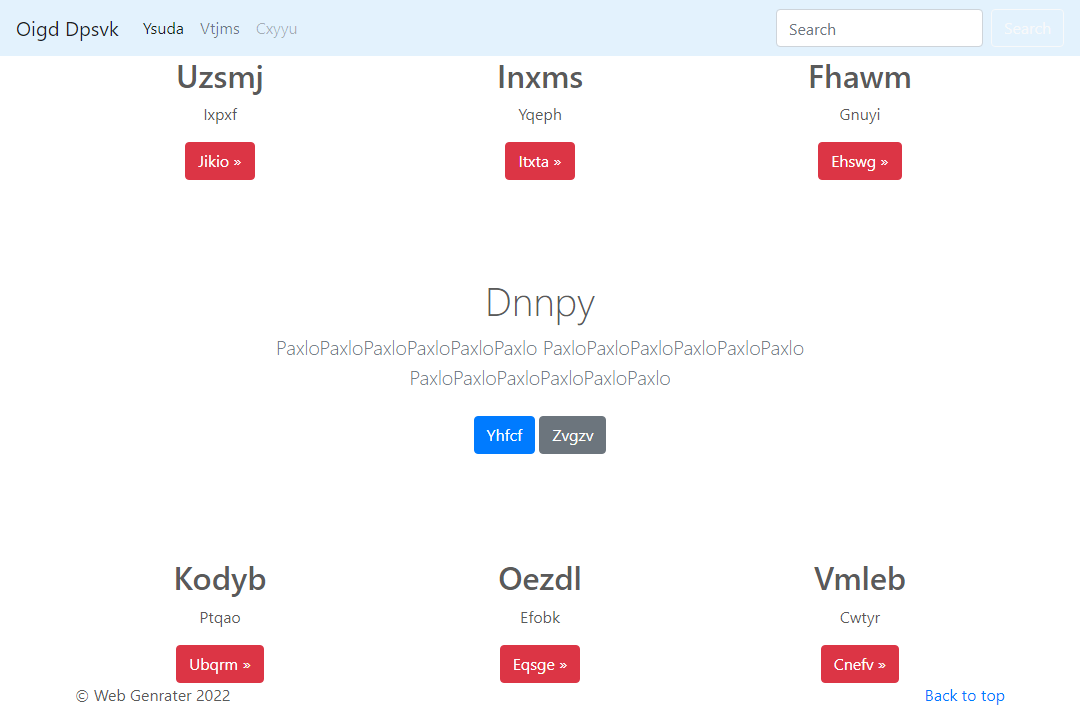 Oigd Dpsvk Ysuda Vtjms Cxyyu Search Search
Uzsmj Inxms Fhawm
Ixpxf Yqeph Gnuyi
Jikio » Itxta » Ehswg »
Dnnpy
PaxloPaxloPaxloPaxloPaxloPaxlo PaxloPaxloPaxloPaxloPaxloPaxlo
PaxloPaxloPaxloPaxloPaxloPaxlo
Yhfcf Zvgzv
Kodyb Oezdl Vmleb
Ptqao Efobk Cwtyr
Ubqrm » Eqsge » Cnefv »
© Web Genrater 2022 Back to top